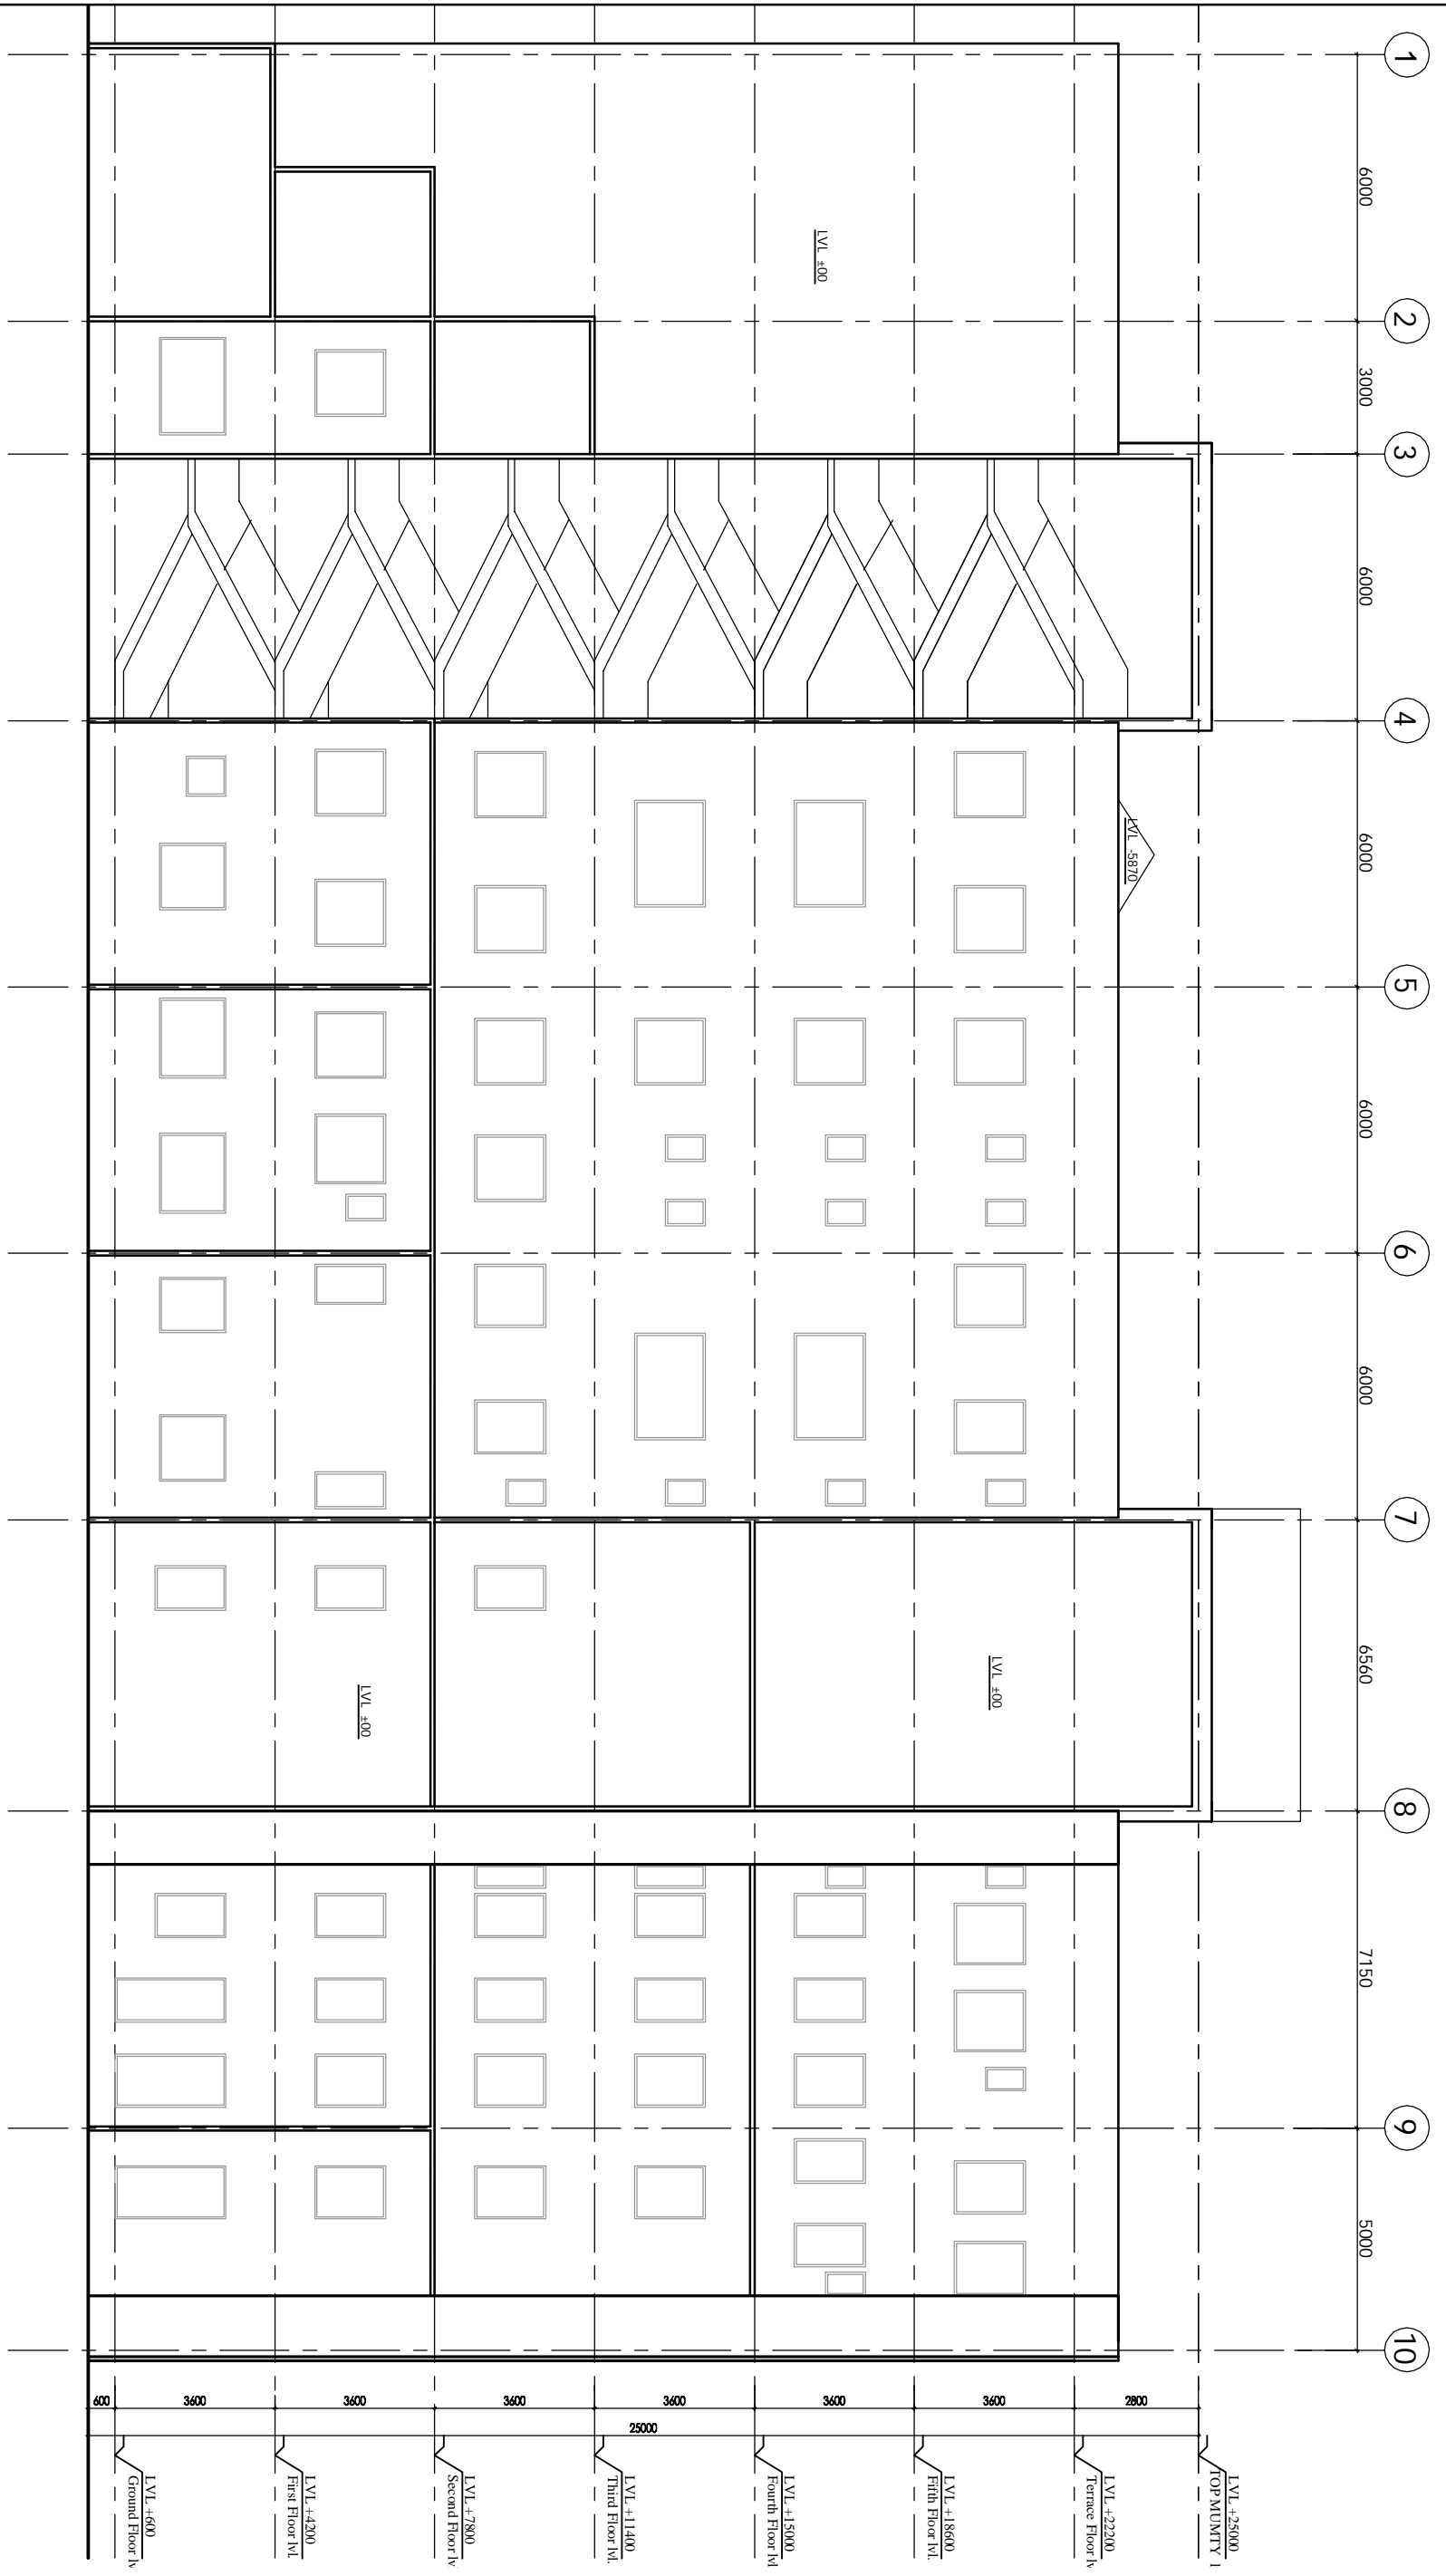 1
2
3
4
5
6
7
8
9
10
6000
3000
6000
6000
6000
6000
6560
7150
5000
LVL ±00
LVL -5870
LVL ±00
LVL ±00
LVL +25000
TOP MUMTY l
LVL +22200
Terrace Floor lv
LVL +18600
Fifth Floor lvl.
LVL +15000
Fourth Floor lvl
LVL +11400
Third Floor lvl.
LVL +7800
Second Floor lv
LVL +4200
First Floor lvl.
LVL +600
Ground Floor lv
2800
3600
3600
3600
3600
3600
3600
600
25000